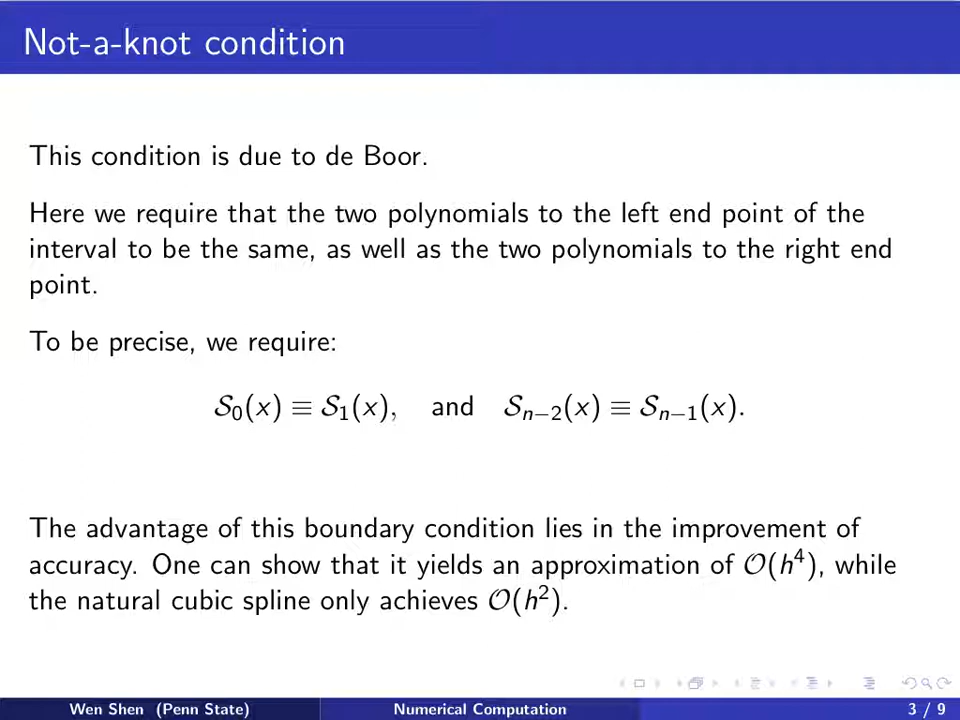 Not-a-knot condition
This condition is due to de Boor.
Here we require that the two polynomials to the left end point of the
interval to be the same, as well as the two polynomials to the right end
point.
To be precise, we require:
𝒮₀(x) ≡ 𝒮₁(x), and 𝒮ₙ₋₂(x) ≡ 𝒮ₙ₋₁(x).
The advantage of this boundary condition lies in the improvement of
accuracy. One can show that it yields an approximation of 𝒪(h⁴), while
the natural cubic spline only achieves 𝒪(h²).
Wen Shen (Penn State) Numerical Computation 3 / 9